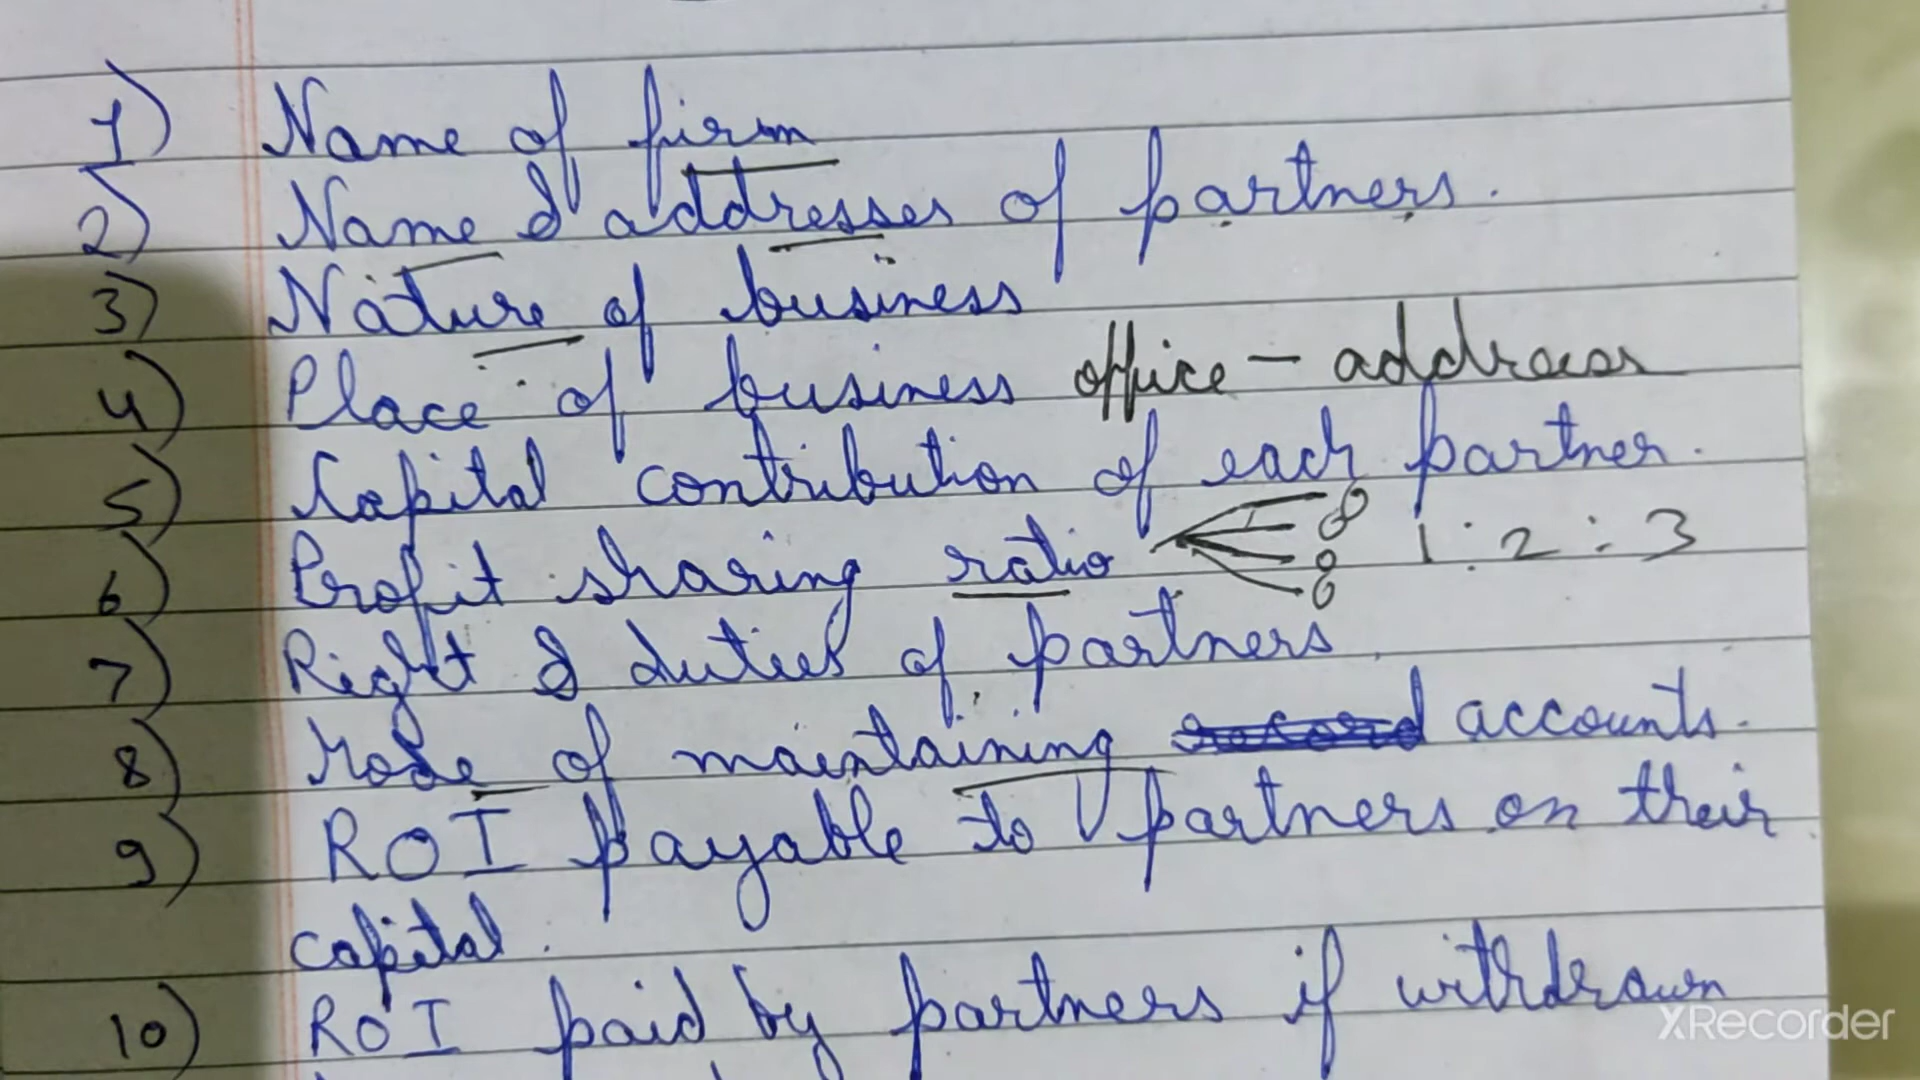 1) Name of firm
2) Name & addresses of partners.
3) Nature of business
4) Place of business office - address
5) Capital contribution of each partner.
6) Profit sharing ratio 1:2:3
7) Right & duties of partners.
8) Mode of maintaining accounts.
9) ROI payable to partners on their
capital.
10) ROI paid by partners if withdrawn
XRecorder